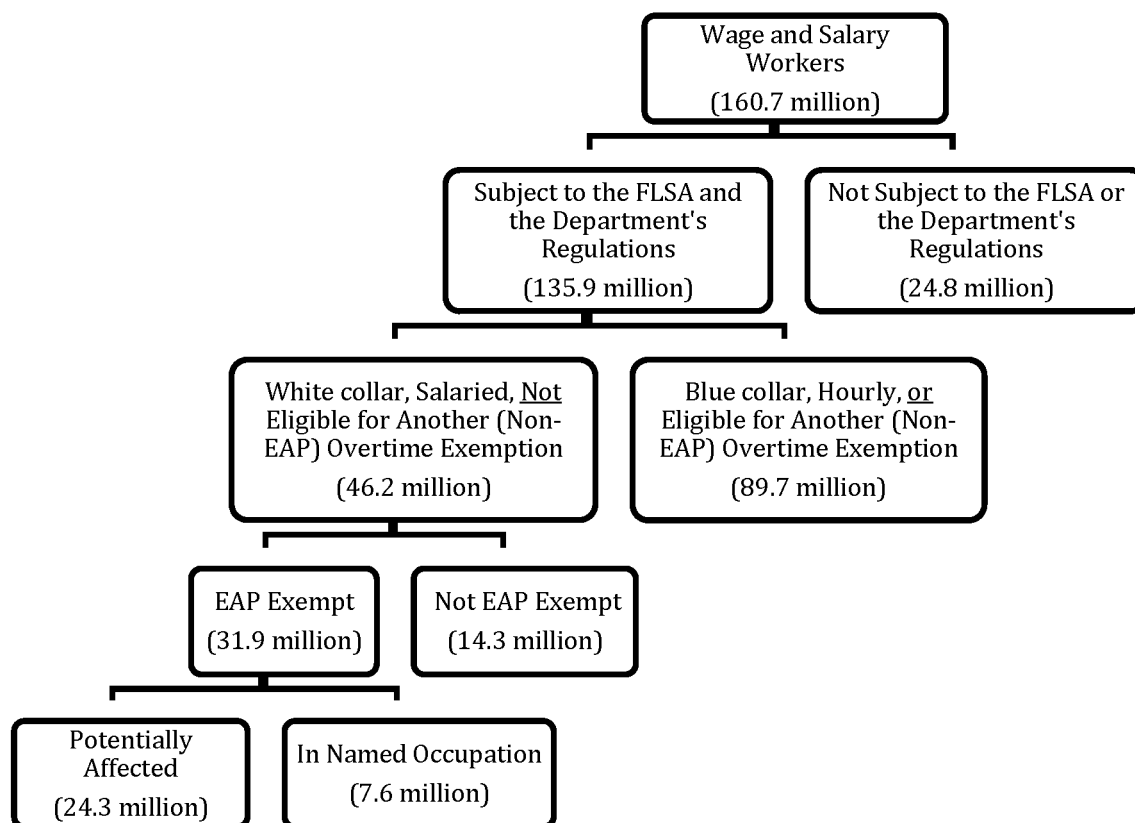 Wage and Salary
Workers
(160.7 million)
Subject to the FLSA and
the Department's
Regulations
(135.9 million)
Not Subject to the FLSA or
the Department's
Regulations
(24.8 million)
White collar, Salaried, Not
Eligible for Another (Non-
EAP) Overtime Exemption
(46.2 million)
Blue collar, Hourly, or
Eligible for Another (Non-
EAP) Overtime Exemption
(89.7 million)
EAP Exempt
(31.9 million)
Not EAP Exempt
(14.3 million)
Potentially
Affected
(24.3 million)
In Named Occupation
(7.6 million)